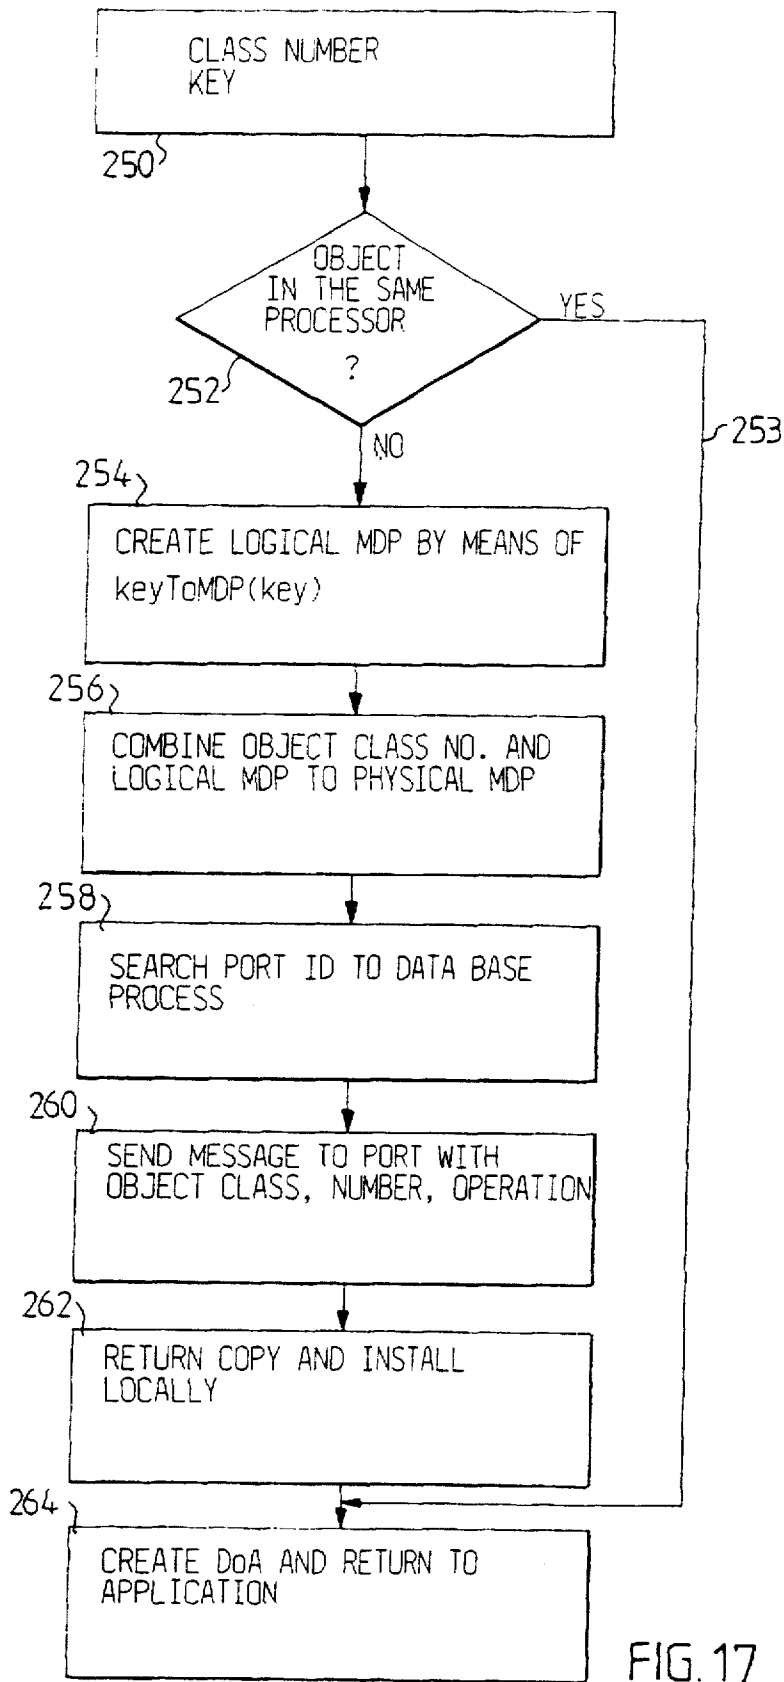 CLASS NUMBER
KEY
250
OBJECT
IN THE SAME
PROCESSOR
?
YES
252
253
NO
254
CREATE LOGICAL MDP BY MEANS OF
keyToMDP(key)
256
COMBINE OBJECT CLASS NO. AND
LOGICAL MDP TO PHYSICAL MDP
258
SEARCH PORT ID TO DATA BASE
PROCESS
260
SEND MESSAGE TO PORT WITH
OBJECT CLASS, NUMBER, OPERATION
262
RETURN COPY AND INSTALL
LOCALLY
264
CREATE DoA AND RETURN TO
APPLICATION
FIG. 17